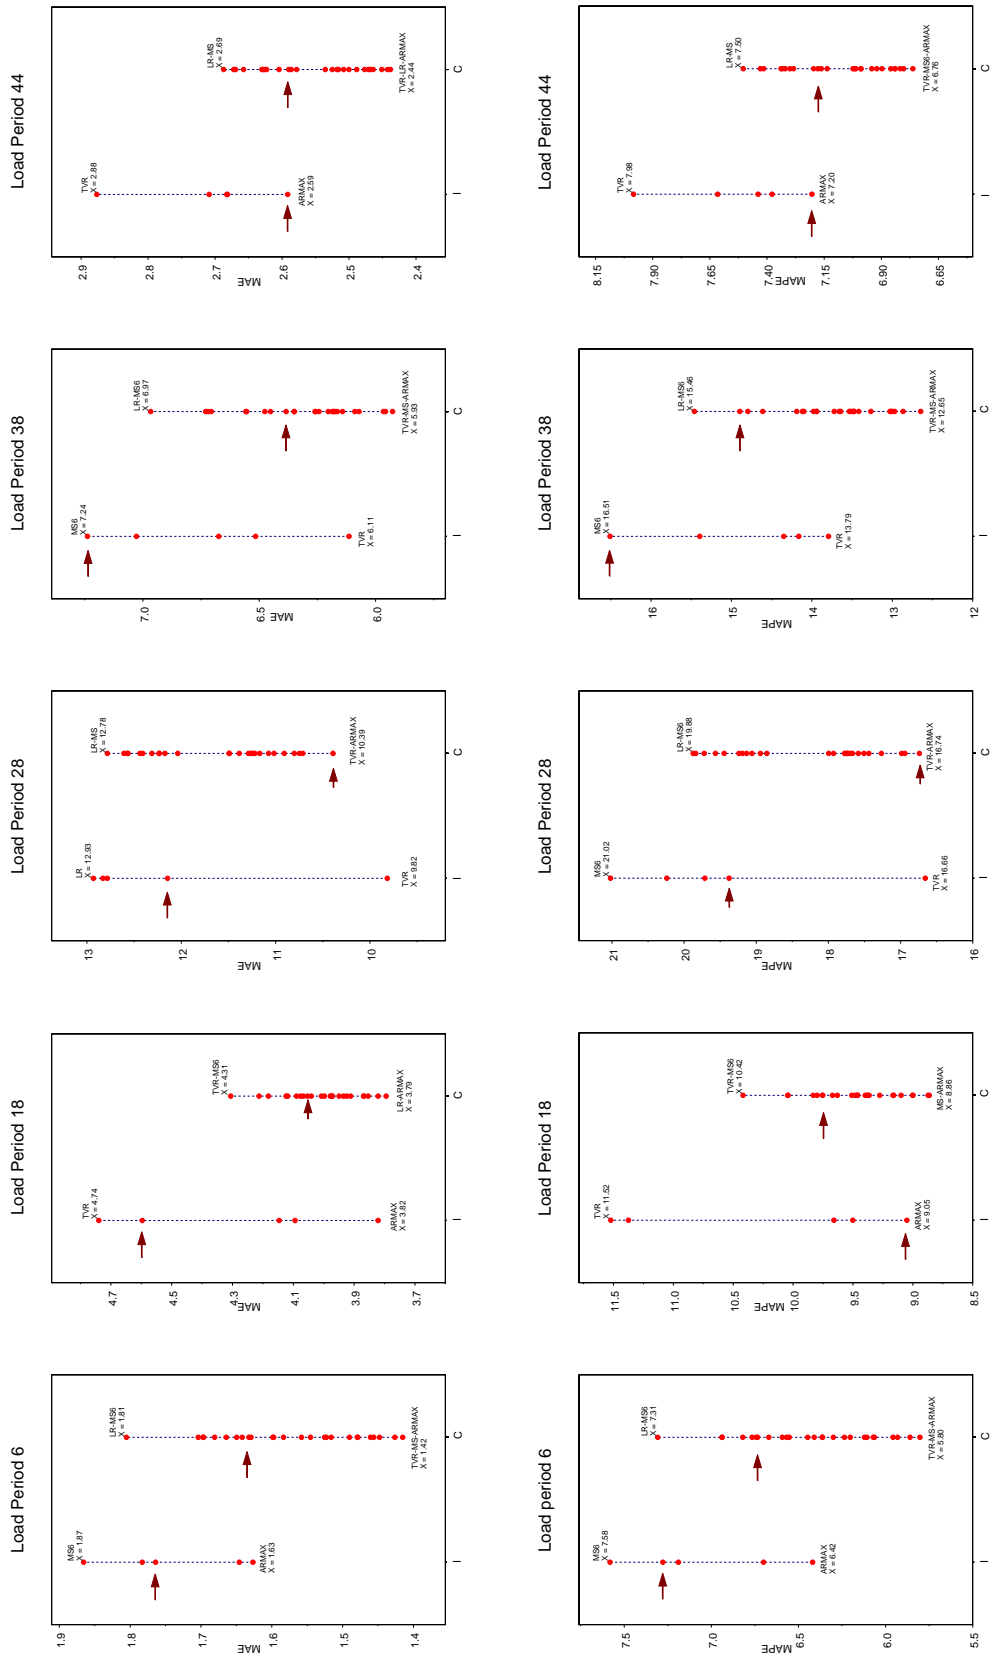 Load Period 6
1.9
1.8
1.7
1.6
1.5
1.4
MAE
MS6
X = 1.87
ARMAX
X = 1.63
LR-MS6
X = 1.81
TVR-MS-ARMAX
X = 1.42
I
C
Load Period 18
4.7
4.5
4.3
4.1
3.9
3.7
MAE
TVR
X = 4.74
ARMAX
X = 3.82
TVR-MS6
X = 4.31
LR-ARMAX
X = 3.79
I
C
Load Period 28
13
12
11
10
MAE
LR
X = 12.93
TVR
X = 9.82
LR-MS
X = 12.78
TVR-ARMAX
X = 10.39
I
C
Load Period 38
7.0
6.5
6.0
MAE
MS6
X = 7.24
TVR
X = 6.11
LR-MS6
X = 6.97
TVR-MS-ARMAX
X = 5.93
I
C
Load Period 44
2.9
2.8
2.7
2.6
2.5
2.4
MAE
TVR
X = 2.88
ARMAX
X = 2.59
LR-MS
X = 2.69
TVR-LR-ARMAX
X = 2.44
I
C
Load period 6
7.5
7.0
6.5
6.0
5.5
MAPE
MS6
X = 7.58
ARMAX
X = 6.42
LR-MS6
X = 7.31
TVR-MS-ARMAX
X = 5.80
I
C
Load Period 18
11.5
11.0
10.5
10.0
9.5
9.0
8.5
MAPE
TVR
X = 11.52
ARMAX
X = 9.05
TVR-MS6
X = 10.42
MS-ARMAX
X = 8.86
I
C
Load Period 28
21
20
19
18
17
16
MAPE
MS6
X = 21.02
TVR
X = 16.66
LR-MS6
X = 19.88
TVR-ARMAX
X = 16.74
I
C
Load Period 38
16
15
14
13
12
MAPE
MS6
X = 16.51
TVR
X = 13.79
LR-MS6
X = 15.46
TVR-MS-ARMAX
X = 12.65
I
C
Load Period 44
8.15
7.90
7.65
7.40
7.15
6.90
6.65
MAPE
TVR
X = 7.98
ARMAX
X = 7.20
LR-MS
X = 7.50
TVR-MS6-ARMAX
X = 6.76
I
C